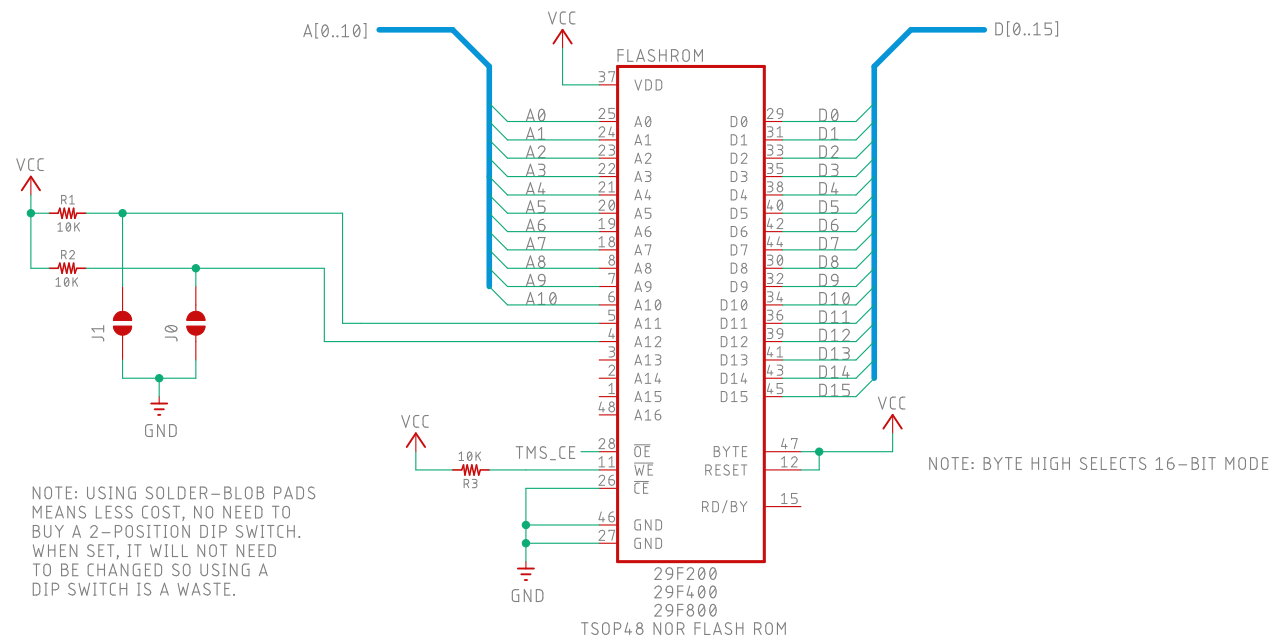 A[0..10]
VCC
D[0..15]
FLASHROM
37 VDD
A0 25 A0 D0 29 D0
A1 24 A1 D1 31 D1
A2 23 A2 D2 33 D2
A3 22 A3 D3 35 D3
A4 21 A4 D4 38 D4
A5 20 A5 D5 40 D5
A6 19 A6 D6 42 D6
A7 18 A7 D7 44 D7
A8 8 A8 D8 30 D8
A9 7 A9 D9 32 D9
A10 6 A10 D10 34 D10
5 A11 D11 36 D11
4 A12 D12 39 D12
3 A13 D13 41 D13
2 A14 D14 43 D14
1 A15 D15 45 D15
48 A16
VCC
R1
10K
R2
10K
J1
J0
GND
VCC
10K
R3
TMS_CE 28 OE BYTE 47
11 WE RESET 12
26 CE
RD/BY 15
46 GND
27 GND
VCC
NOTE: BYTE HIGH SELECTS 16-BIT MODE
GND
NOTE: USING SOLDER-BLOB PADS
MEANS LESS COST, NO NEED TO
BUY A 2-POSITION DIP SWITCH.
WHEN SET, IT WILL NOT NEED
TO BE CHANGED SO USING A
DIP SWITCH IS A WASTE.
29F200
29F400
29F800
TSOP48 NOR FLASH ROM